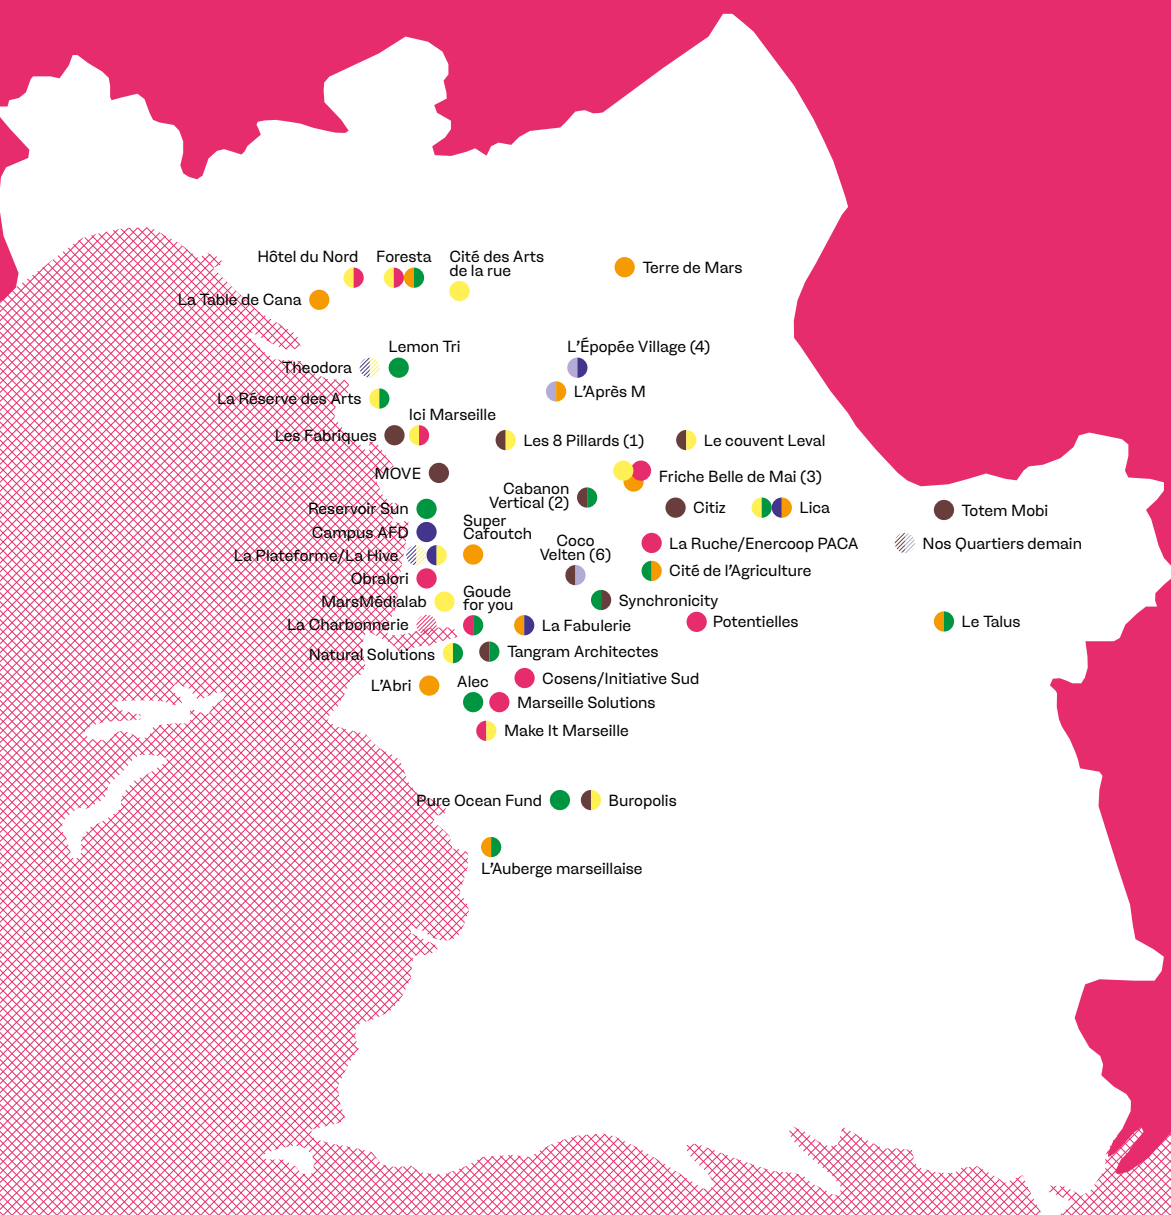 Hôtel du Nord
Foresta
Cité des Arts
de la rue
Terre de Mars
La Table de Cana
Lemon Tri
L'Épopée Village (4)
Theodora
L'Après M
La Réserve des Arts
Ici Marseille
Les Fabriques
Les 8 Pillards (1)
Le couvent Leval
MOVE
Friche Belle de Mai (3)
Cabanon
Vertical (2)
Reservoir Sun
Citiz
Lica
Totem Mobi
Super
Cafoutch
Campus AFD
Coco
Velten (6)
La Ruche/Enercoop PACA
Nos Quartiers demain
La Plateforme/La Hive
Cité de l'Agriculture
Obralori
Goude
for you
MarsMédialab
Synchronicity
La Charbonnerie
La Fabulerie
Potentielles
Le Talus
Natural Solutions
Tangram Architectes
L'Abri
Alec
Cosens/Initiative Sud
Marseille Solutions
Make It Marseille
Pure Ocean Fund
Buropolis
L'Auberge marseillaise